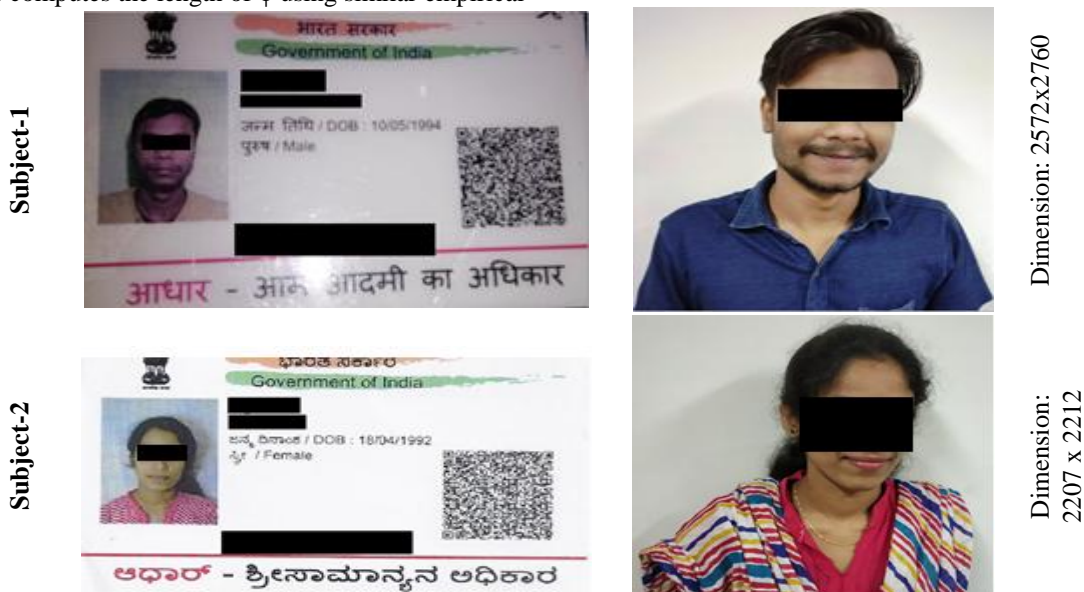 computes the length of ψ using similar empirical
Subject-1
भारत सरकार
Government of India
जन्म तिथि / DOB : 10/05/1994
पुरुष / Male
आधार - आम आदमी का अधिकार
Dimension: 2572x2760
Subject-2
ಭಾರತ ಸರ್ಕಾರ
Government of India
ಜನ್ಮ ದಿನಾಂಕ / DOB : 18/04/1992
ಸ್ತ್ರೀ / Female
ಆಧಾರ್ - ಶ್ರೀಸಾಮಾನ್ಯನ ಅಧಿಕಾರ
Dimension:
2207 x 2212